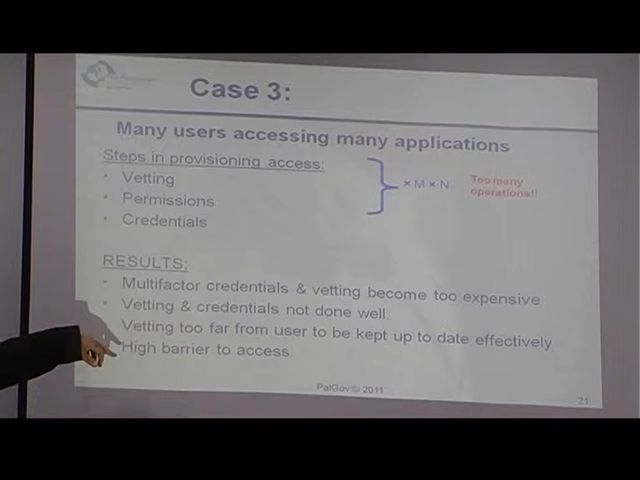 Case 3:
Many users accessing many applications
Steps in provisioning access:
• Vetting
• Permissions
• Credentials
× M × N
Too many
operations!!
RESULTS:
• Multifactor credentials & vetting become too expensive
• Vetting & credentials not done well.
Vetting too far from user to be kept up to date effectively
High barrier to access
PalGov © 2011
21